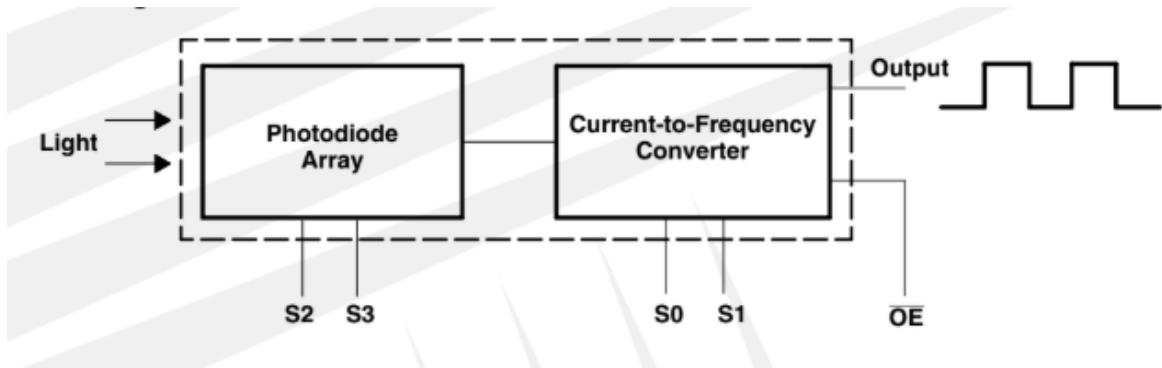 Light
Photodiode
Array
Current-to-Frequency
Converter
Output
S2 S3
S0 S1
OE